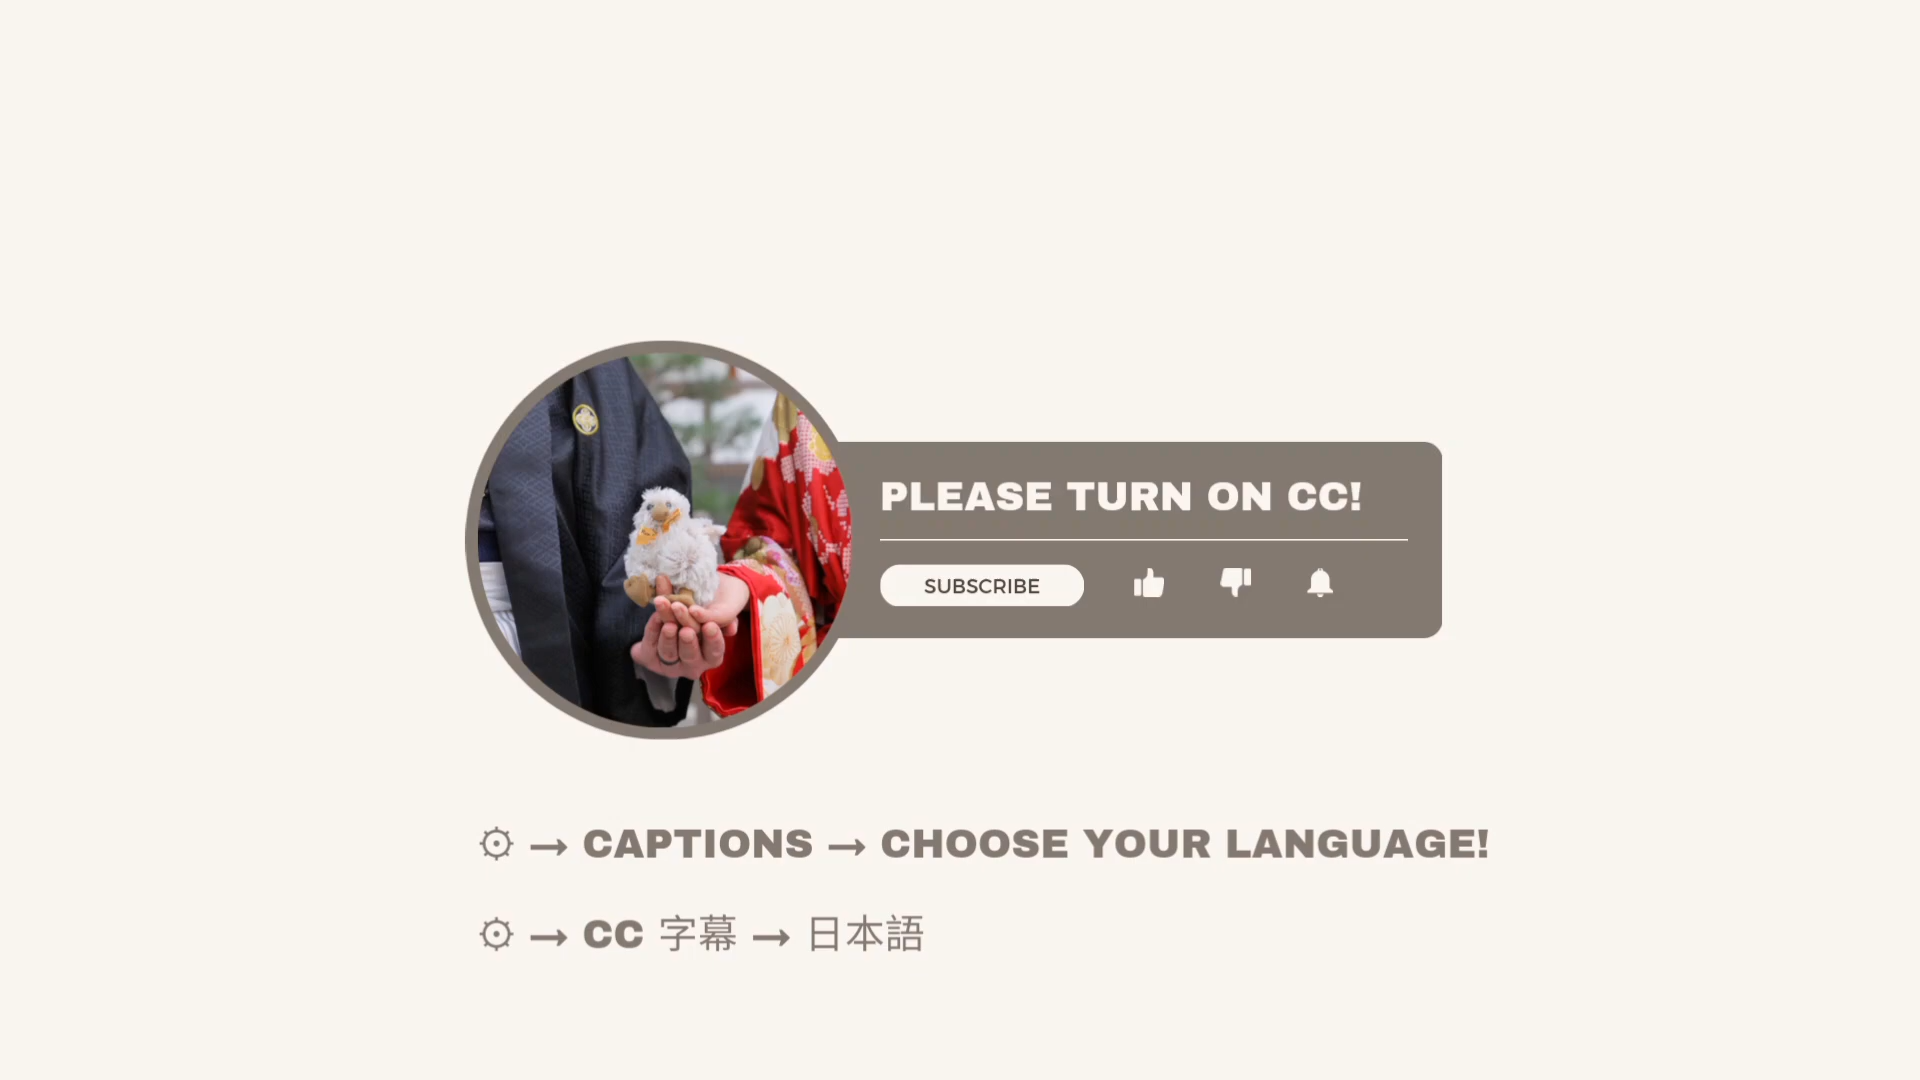 PLEASE TURN ON CC!
SUBSCRIBE
⚙ → CAPTIONS → CHOOSE YOUR LANGUAGE!
⚙ → CC 字幕 → 日本語